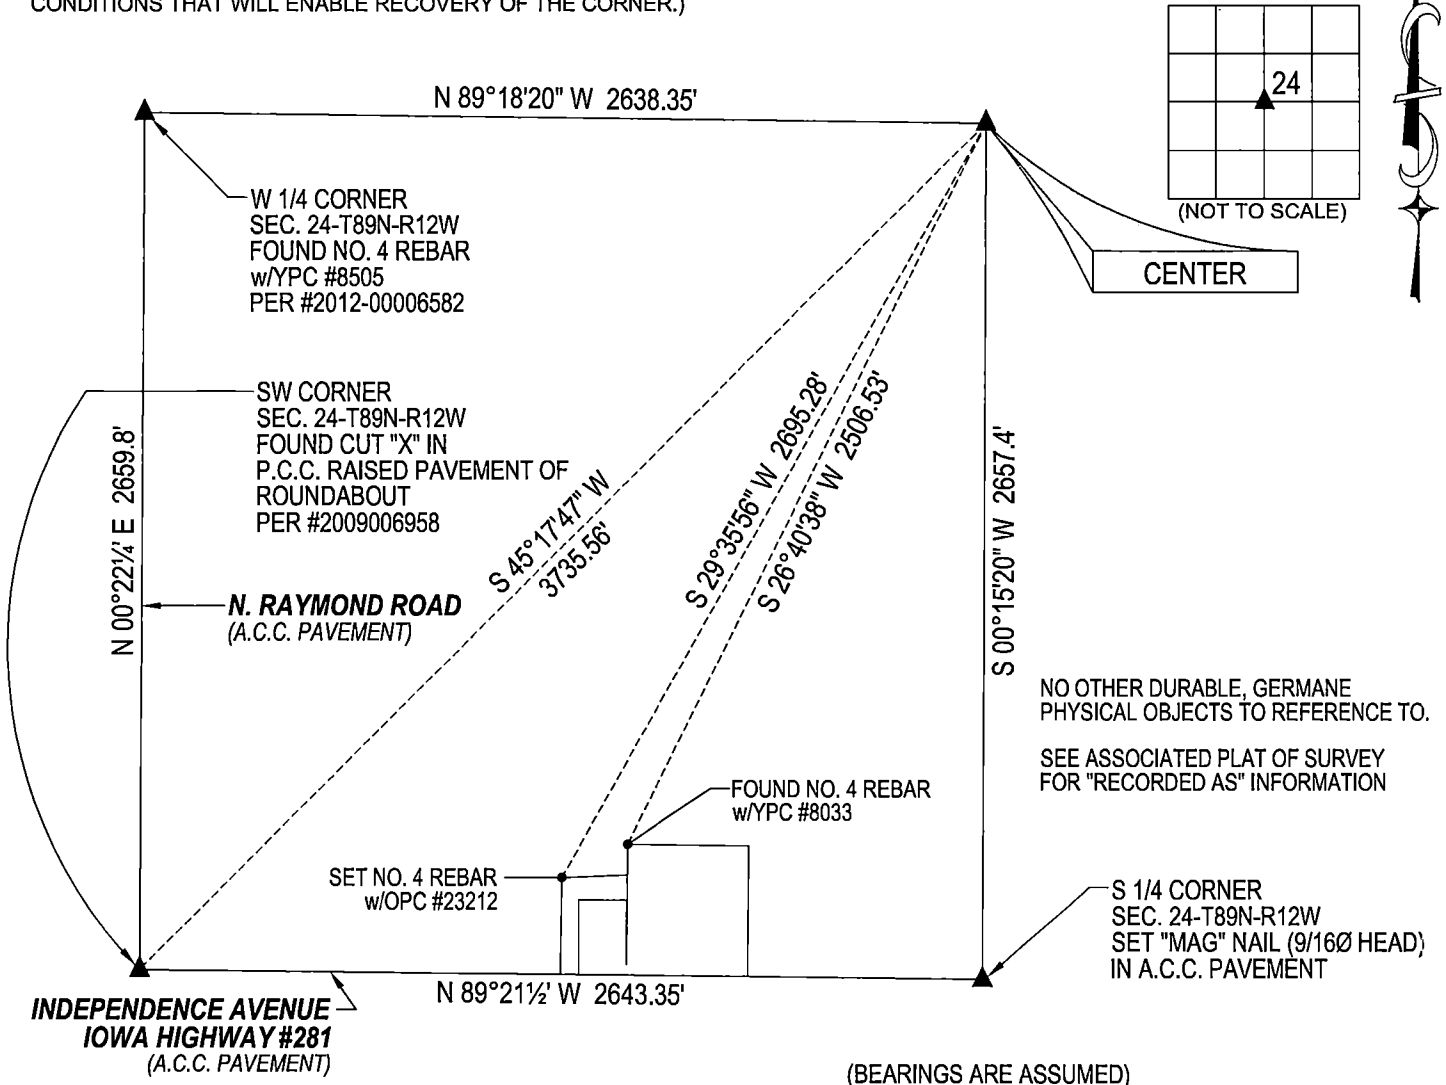 CONDITIONS THAT WILL ENABLE RECOVERY OF THE CORNER.)
24
(NOT TO SCALE)
N 89°18'20" W 2638.35'
W 1/4 CORNER
SEC. 24-T89N-R12W
FOUND NO. 4 REBAR
w/YPC #8505
PER #2012-00006582
CENTER
SW CORNER
SEC. 24-T89N-R12W
FOUND CUT "X" IN
P.C.C. RAISED PAVEMENT OF
ROUNDABOUT
PER #2009006958
N 00°22¼' E 2659.8'
N. RAYMOND ROAD
(A.C.C. PAVEMENT)
S 45°17'47" W
3735.56'
S 29°35'56" W 2695.28'
S 26°40'38" W 2506.53'
S 00°15'20" W 2657.4'
NO OTHER DURABLE, GERMANE
PHYSICAL OBJECTS TO REFERENCE TO.
SEE ASSOCIATED PLAT OF SURVEY
FOR "RECORDED AS" INFORMATION
FOUND NO. 4 REBAR
w/YPC #8033
SET NO. 4 REBAR
w/OPC #23212
S 1/4 CORNER
SEC. 24-T89N-R12W
SET "MAG" NAIL (9/16Ø HEAD)
IN A.C.C. PAVEMENT
N 89°21½' W 2643.35'
INDEPENDENCE AVENUE
IOWA HIGHWAY #281
(A.C.C. PAVEMENT)
(BEARINGS ARE ASSUMED)